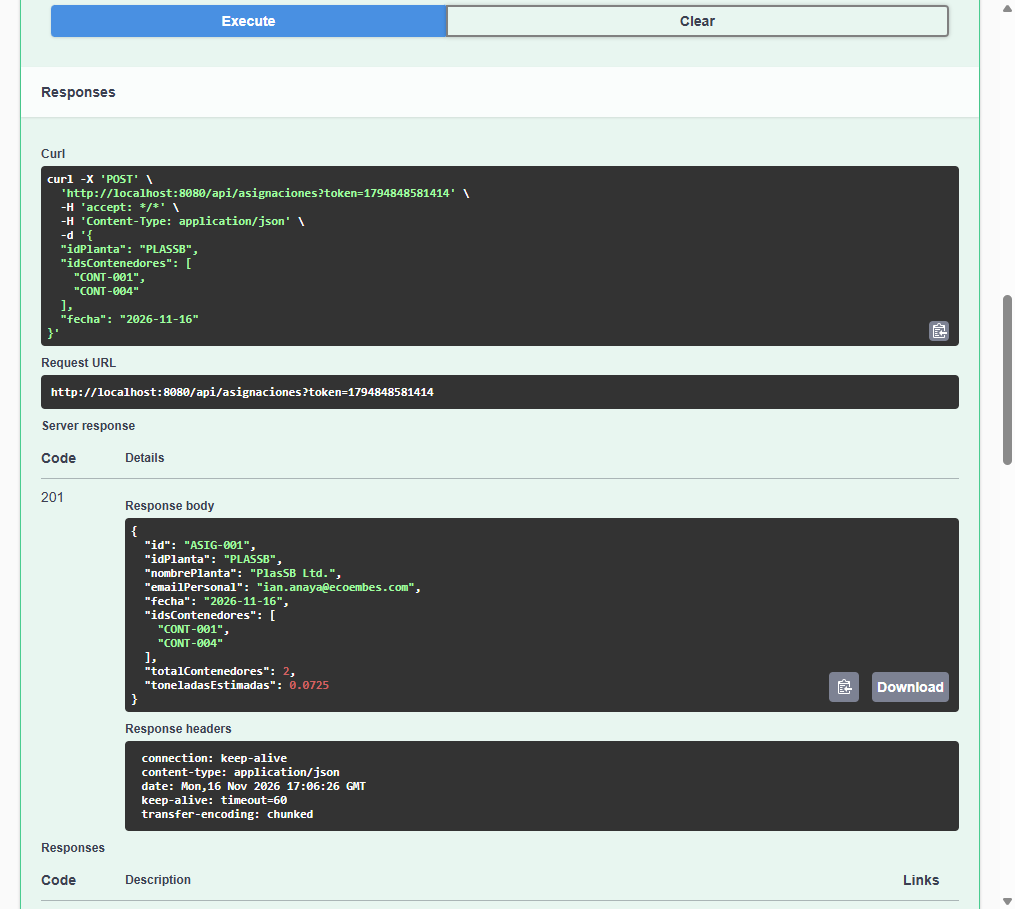 Execute
Clear
Responses
Curl
curl -X 'POST' \
  'http://localhost:8080/api/asignaciones?token=1794848581414' \
  -H 'accept: */*' \
  -H 'Content-Type: application/json' \
  -d '{
  "idPlanta": "PLASSB",
  "idsContenedores": [
    "CONT-001",
    "CONT-004"
  ],
  "fecha": "2026-11-16"
}'
Request URL
http://localhost:8080/api/asignaciones?token=1794848581414
Server response
Code Details
201
Response body
{
  "id": "ASIG-001",
  "idPlanta": "PLASSB",
  "nombrePlanta": "PlasSB Ltd.",
  "emailPersonal": "ian.anaya@ecoembes.com",
  "fecha": "2026-11-16",
  "idsContenedores": [
    "CONT-001",
    "CONT-004"
  ],
  "totalContenedores": 2,
  "toneladasEstimadas": 0.0725
}
Download
Response headers
connection: keep-alive
content-type: application/json
date: Mon,16 Nov 2026 17:06:26 GMT
keep-alive: timeout=60
transfer-encoding: chunked
Responses
Code Description Links